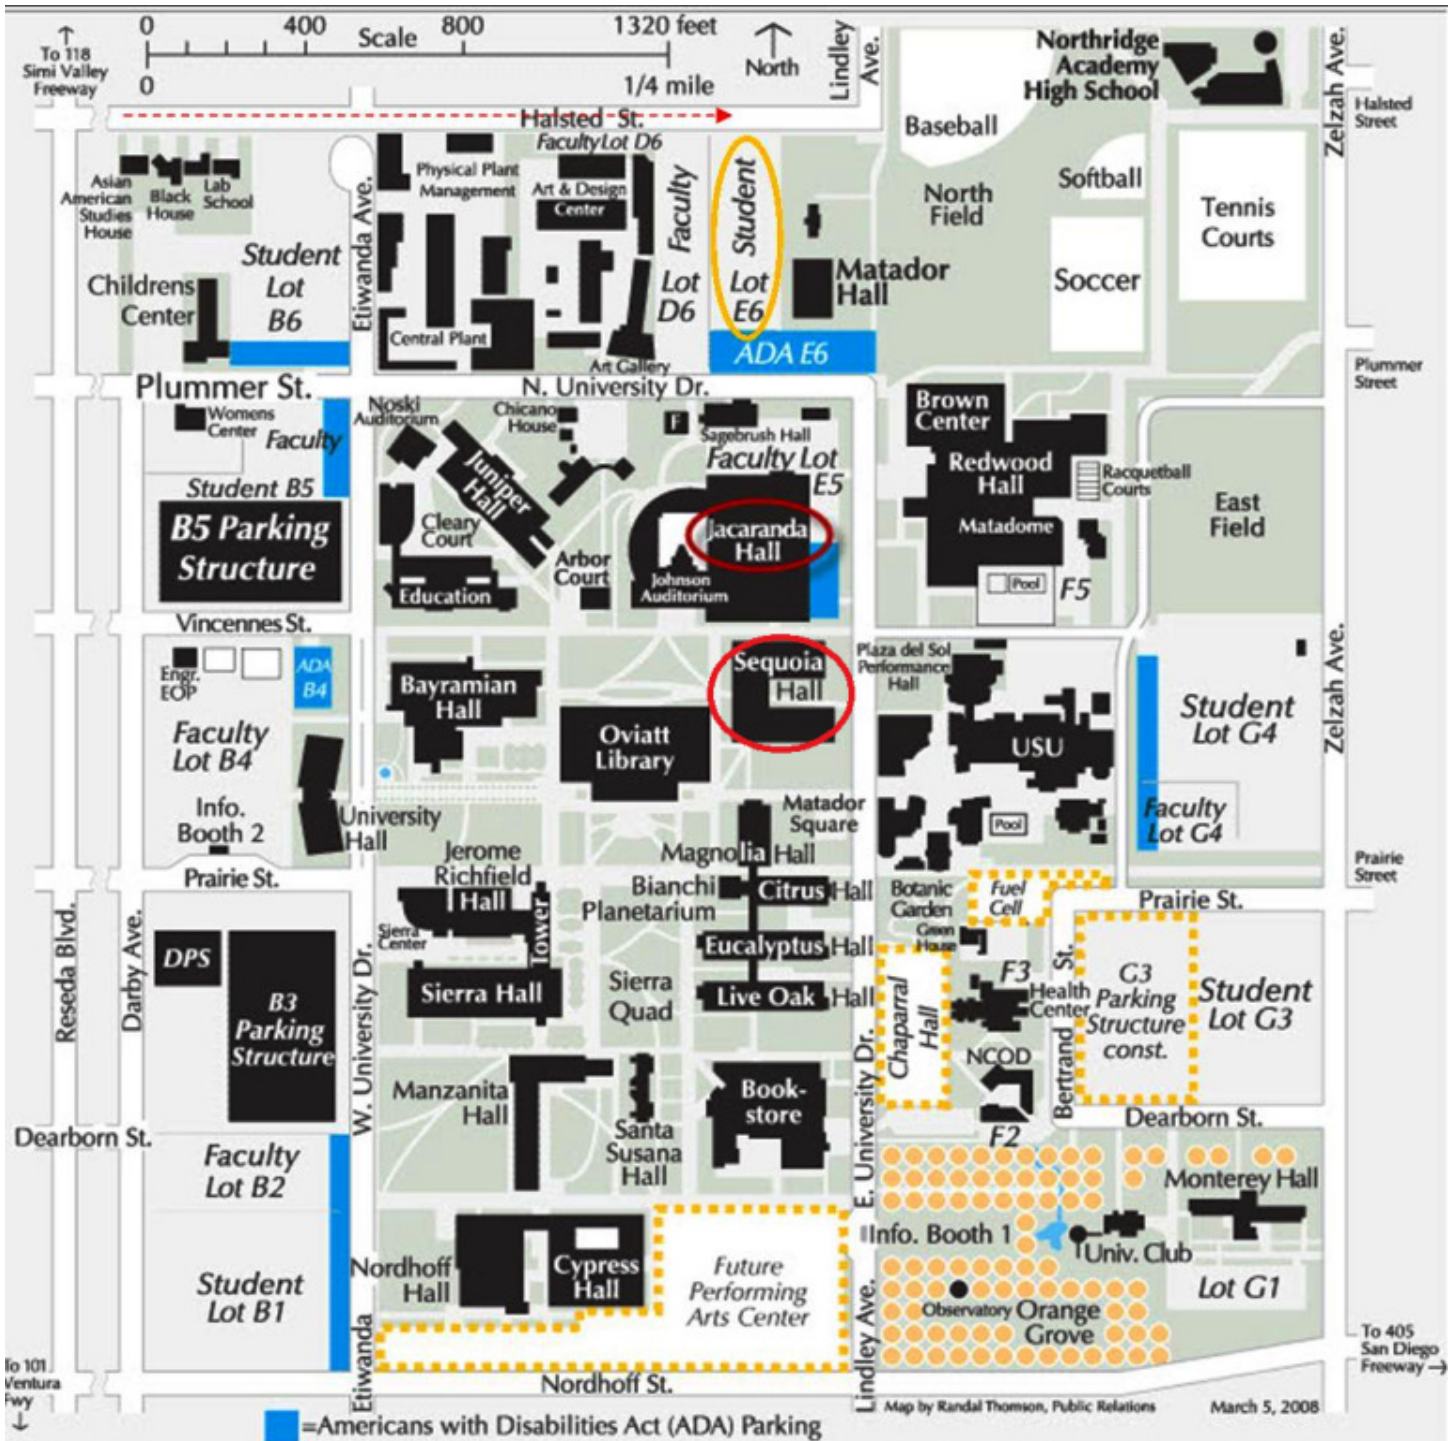 0 400 800 1320 feet
Scale
0 1/4 mile
North
To 118
Simi Valley
Freeway
Lindley Ave.
Northridge
Academy
High School
Zelzah Ave.
Halsted St.
Halsted
Street
Baseball
Softball
North
Field
Tennis
Courts
Soccer
Asian
American
Studies
House
Black
House
Lab
School
Etiwanda Ave.
Physical Plant
Management
Faculty Lot D6
Art & Design
Center
Faculty
Lot
D6
Student
Lot
E6
Matador
Hall
Student
Lot
B6
Childrens
Center
Central Plant
Art Gallery
ADA E6
Plummer
Street
Plummer St.
N. University Dr.
Womens
Center
Faculty
Student B5
B5 Parking
Structure
Noski
Auditorium
Chicano
House
F
Sagebrush Hall
Faculty Lot
E5
Juniper
Hall
Cleary
Court
Arbor
Court
Education
Jacaranda
Hall
Johnson
Auditorium
Brown
Center
Redwood
Hall
Matadome
Racquetball
Courts
Pool
F5
East
Field
Vincennes St.
Engr.
EOP
ADA
B4
Bayramian
Hall
Oviatt
Library
Sequoia
Hall
Plaza del Sol
Performance
Hall
USU
Student
Lot G4
Zelzah Ave.
Faculty
Lot B4
Info.
Booth 2
University
Hall
Matador
Square
Pool
Faculty
Lot G4
Prairie St.
Jerome
Richfield
Hall
Magnolia Hall
Bianchi
Planetarium
Citrus Hall
Botanic
Garden
Fuel
Cell
Prairie
Street
Prairie St.
Reseda Blvd.
Darby Ave.
DPS
B3
Parking
Structure
W. University Dr.
Sierra
Center
Tower
Sierra Hall
Eucalyptus Hall
Sierra
Quad
Live Oak Hall
Green
House
Chaparral
Hall
F3
Health
Center
Bertrand St.
G3
Parking
Structure
const.
Student
Lot G3
NCOD
F2
Manzanita
Hall
Santa
Susana
Hall
Book-
store
E. University Dr.
Dearborn St.
Dearborn St.
Faculty
Lot B2
Monterey Hall
Info. Booth 1
Univ. Club
Student
Lot B1
Nordhoff
Hall
Cypress
Hall
Future
Performing
Arts Center
Lot G1
Observatory
Orange
Grove
Etiwanda
Lindley Ave.
To 405
San Diego
Freeway
To 101
Ventura
Fwy
Nordhoff St.
Map by Randal Thomson, Public Relations March 5, 2008
=Americans with Disabilities Act (ADA) Parking